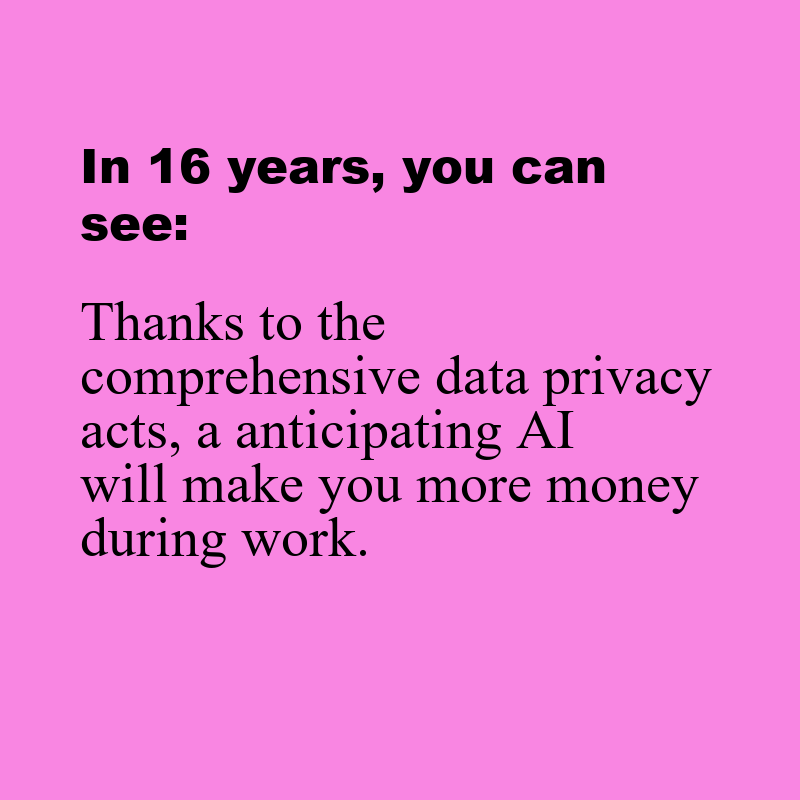 In 16 years, you can
see:
Thanks to the
comprehensive data privacy
acts, a anticipating AI
will make you more money
during work.